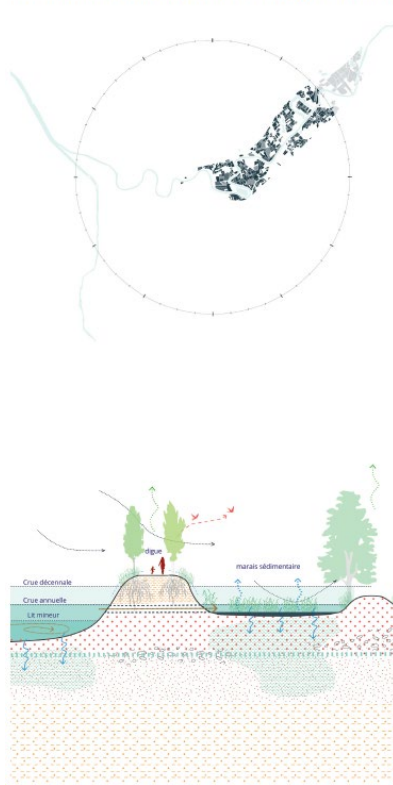 digue
marais sédimentaire
Crue décennale
Crue annuelle
Lit mineur